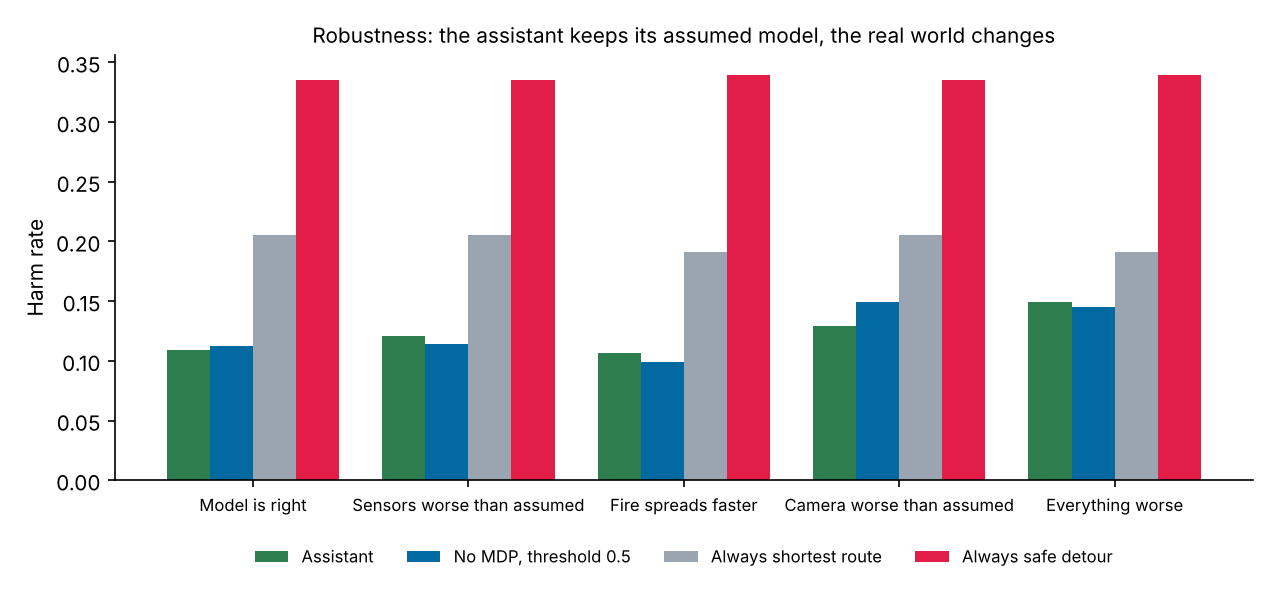 Robustness: the assistant keeps its assumed model, the real world changes
Harm rate
0.35
0.30
0.25
0.20
0.15
0.10
0.05
0.00
Model is right
Sensors worse than assumed
Fire spreads faster
Camera worse than assumed
Everything worse
Assistant
No MDP, threshold 0.5
Always shortest route
Always safe detour